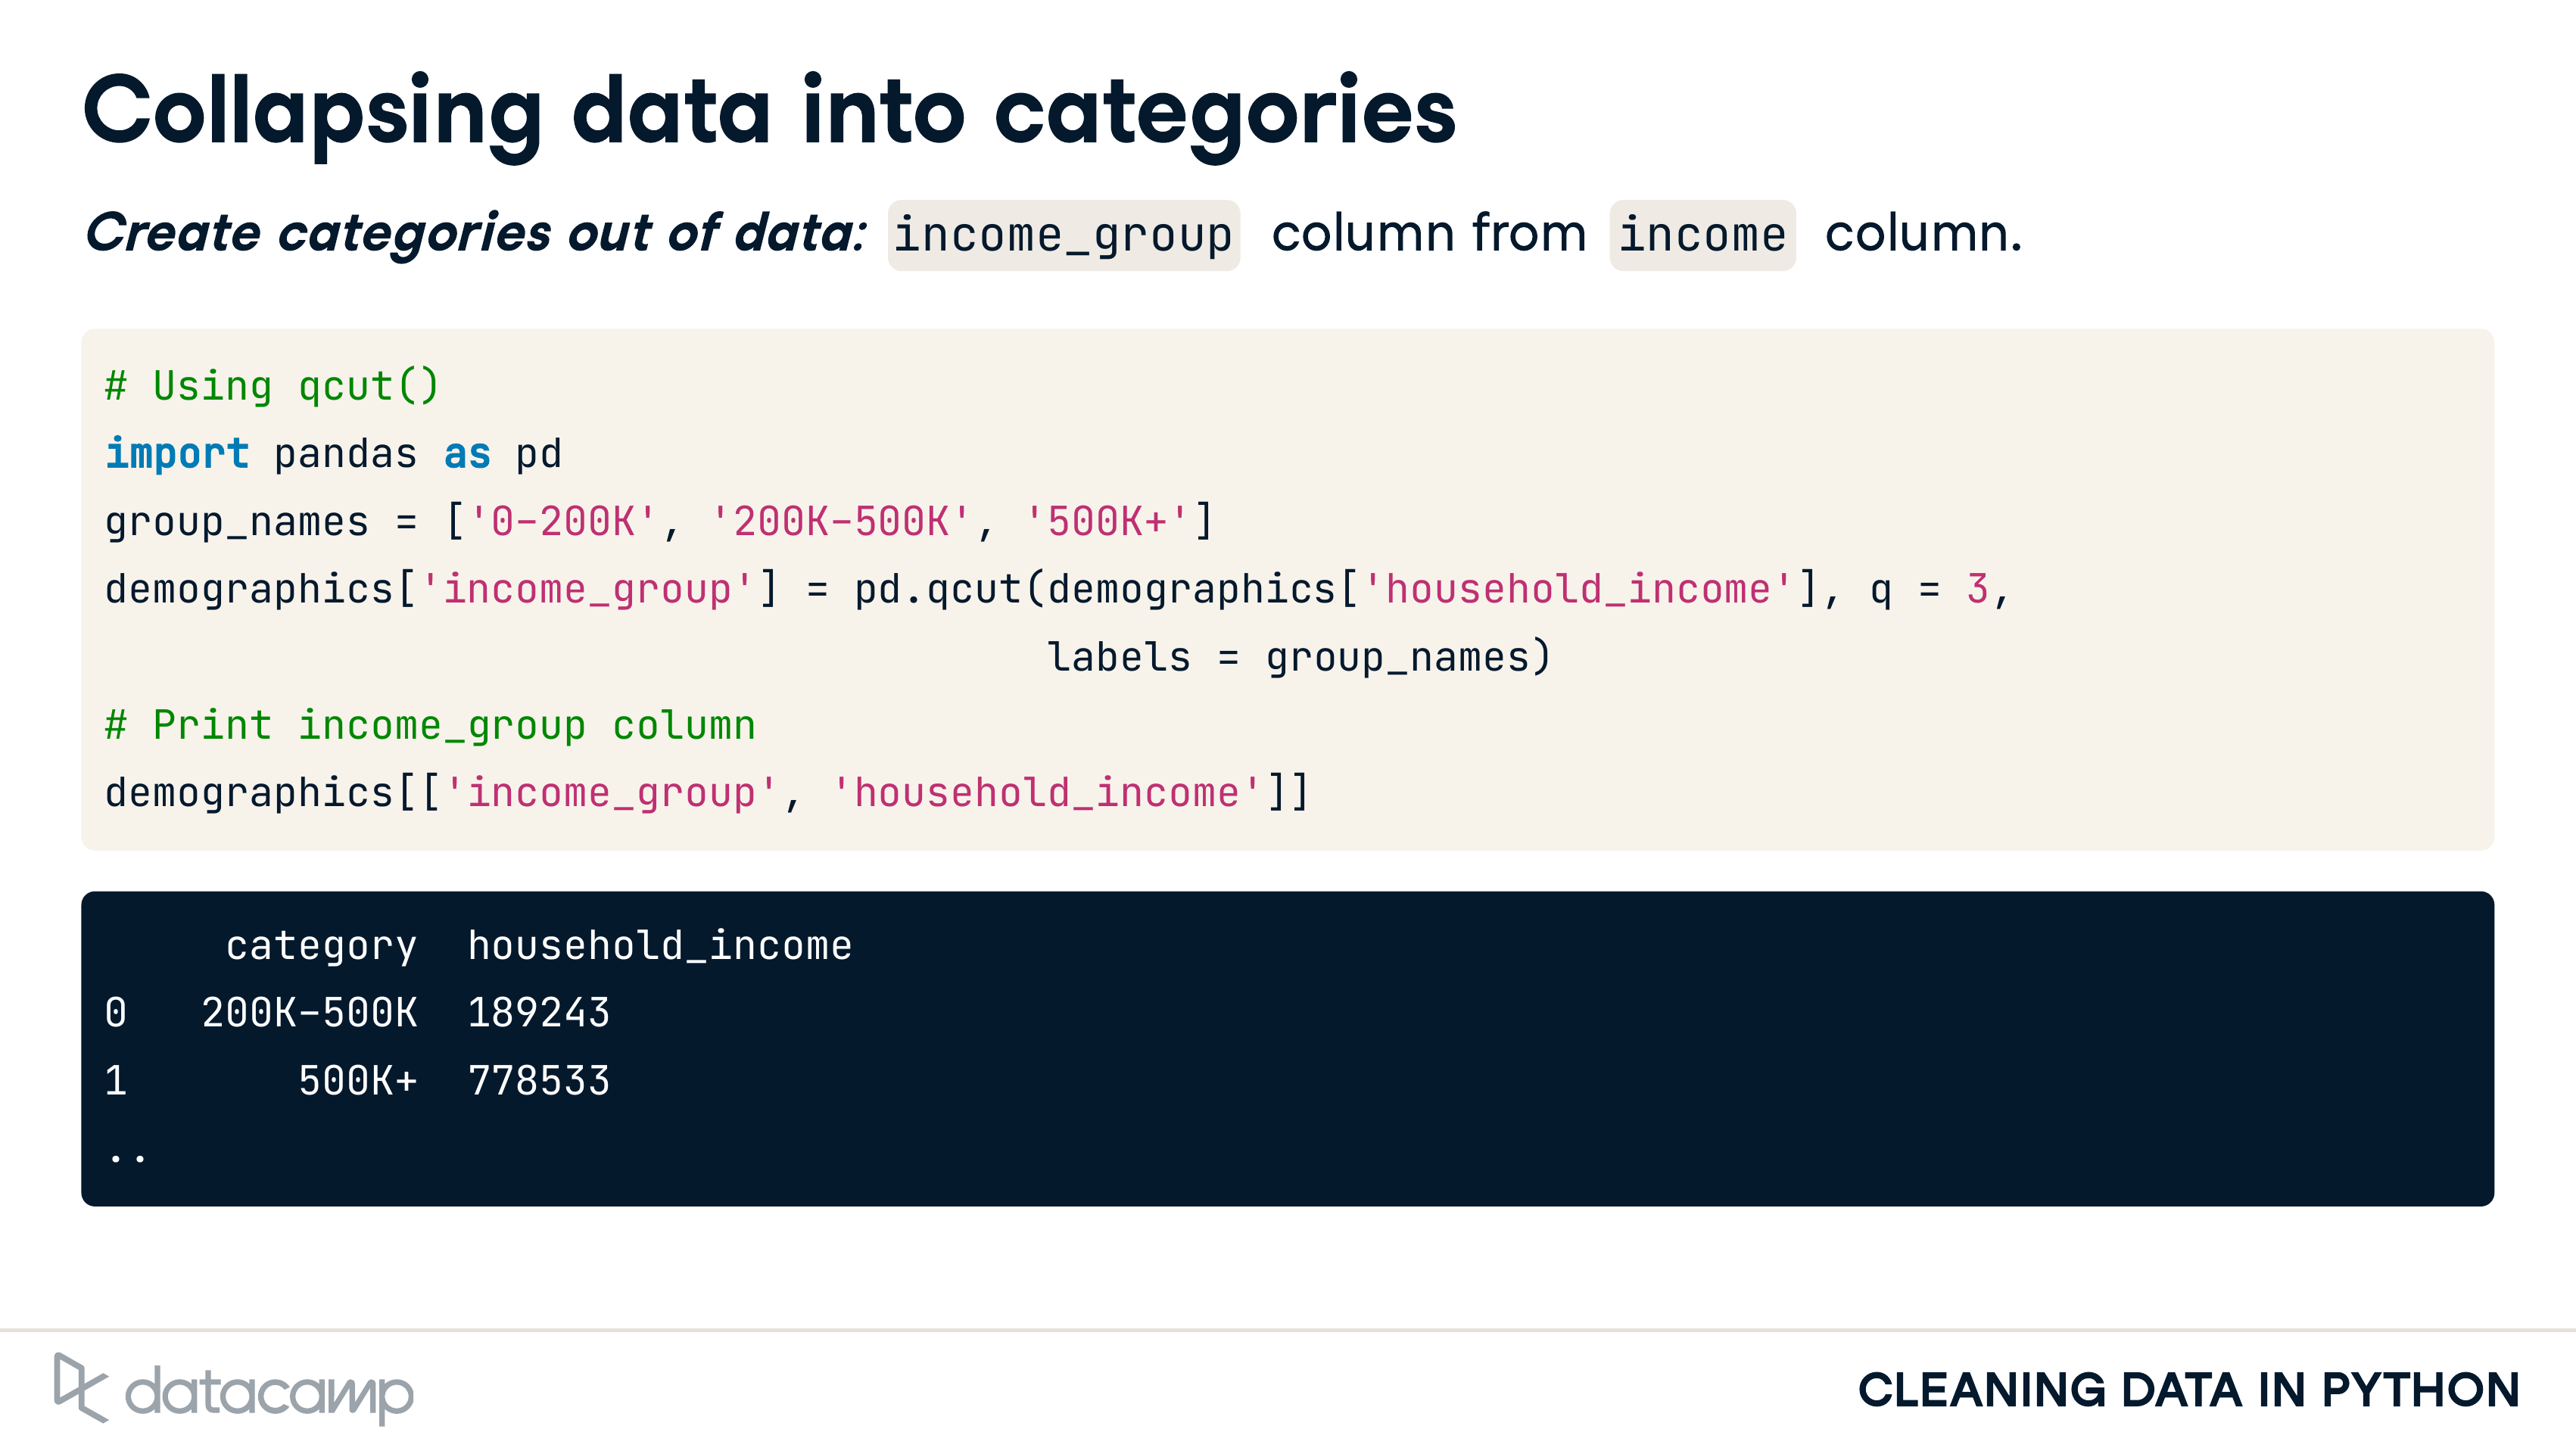 Collapsing data into categories
Create categories out of data: income_group column from income column.
# Using qcut()
import pandas as pd
group_names = ['0-200K', '200K-500K', '500K+']
demographics['income_group'] = pd.qcut(demographics['household_income'], q = 3,
labels = group_names)
# Print income_group column
demographics[['income_group', 'household_income']]
category household_income
0 200K-500K 189243
1 500K+ 778533
..
datacamp
CLEANING DATA IN PYTHON